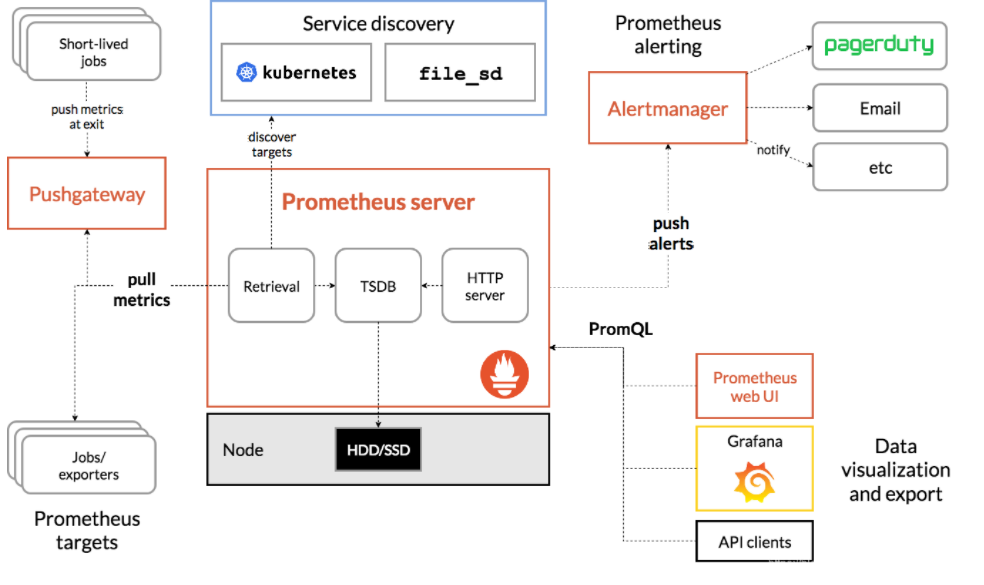 Short-lived
jobs
push metrics
at exit
Pushgateway
pull
metrics
Jobs/
exporters
Prometheus
targets
Service discovery
kubernetes
file_sd
discover
targets
Prometheus server
Retrieval
TSDB
HTTP
server
Node
HDD/SSD
Prometheus
alerting
Alertmanager
pagerduty
Email
notify
etc
push
alerts
PromQL
Prometheus
web UI
Grafana
API clients
Data
visualization
and export